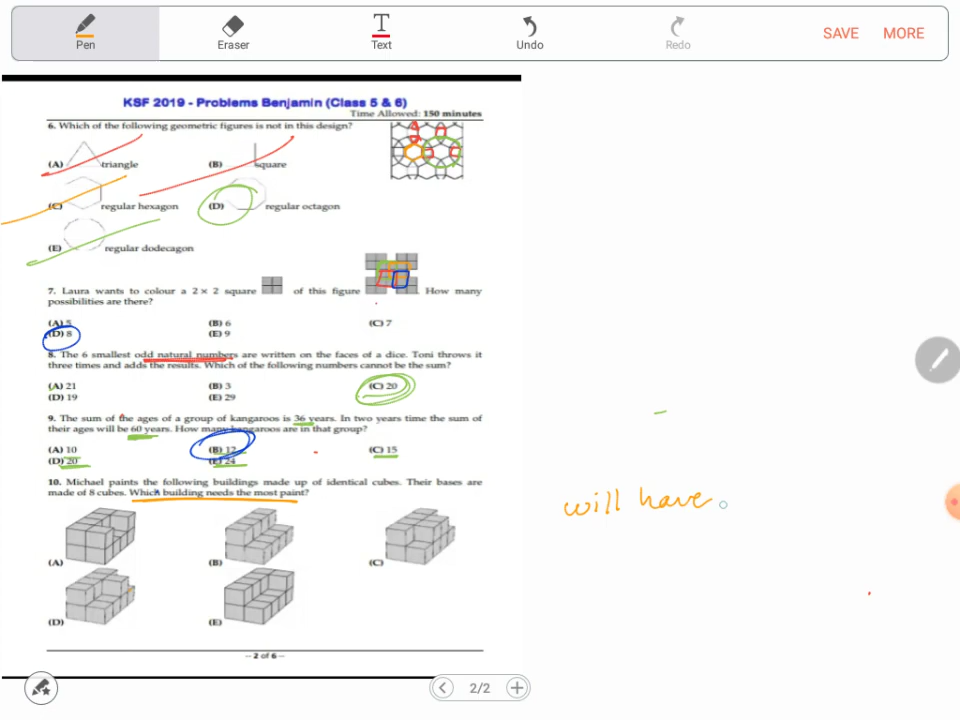 Pen
Eraser
T
Text
Undo
Redo
SAVE
MORE
KSF 2019 - Problems Benjamin (Class 5 & 6)
Time Allowed: 150 minutes
6. Which of the following geometric figures is not in this design?
(A) triangle
(B) square
(C) regular hexagon
(D) regular octagon
(E) regular dodecagon
7. Laura wants to colour a 2 × 2 square of this figure . How many
possibilities are there?
(A) 5
(B) 6
(C) 7
(D) 8
(E) 9
8. The 6 smallest odd natural numbers are written on the faces of a dice. Toni throws it
three times and adds the results. Which of the following numbers cannot be the sum?
(A) 21
(B) 3
(C) 20
(D) 19
(E) 29
9. The sum of the ages of a group of kangaroos is 36 years. In two years time the sum of
their ages will be 60 years. How many kangaroos are in that group?
(A) 10
(B) 12
(C) 15
(D) 20
(E) 24
10. Michael paints the following buildings made up of identical cubes. Their bases are
made of 8 cubes. Which building needs the most paint?
will have
(A)
(B)
(C)
(D)
(E)
– 2 of 6 –
2/2